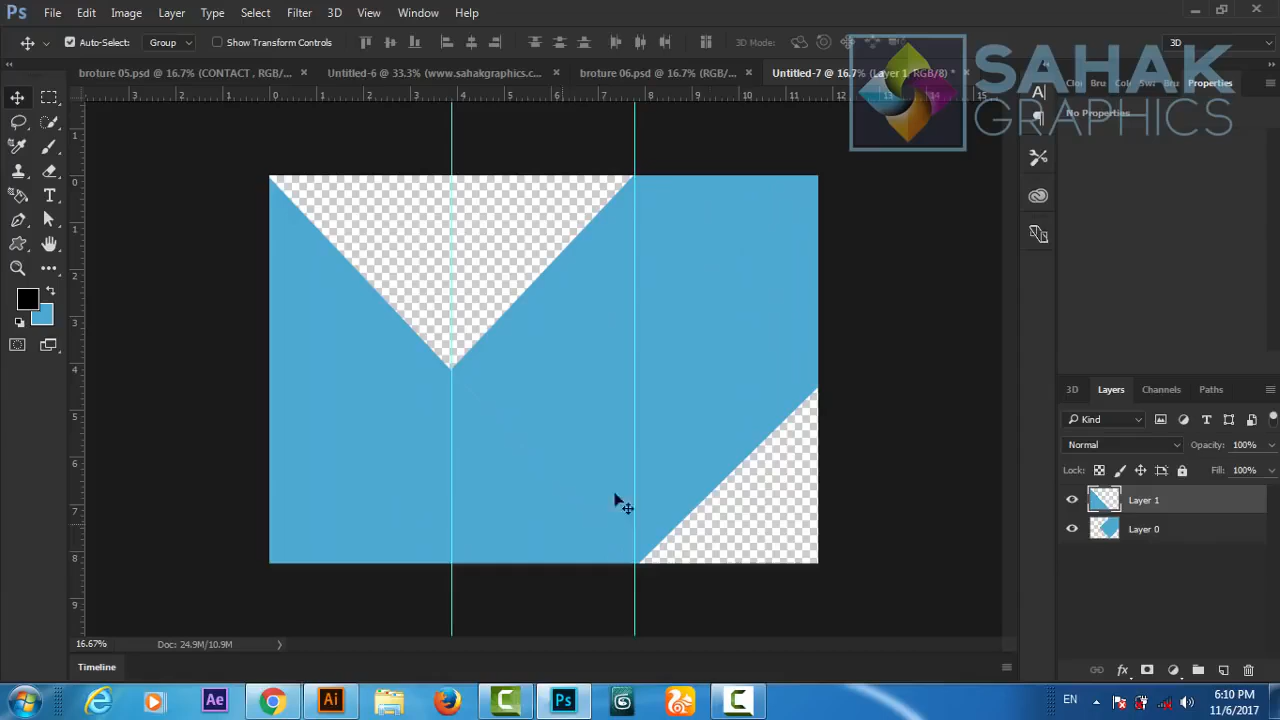 Ps File Edit Image Layer Type Select Filter 3D View Window Help
Auto-Select: Group Show Transform Controls 3D Mode: 3D
SAHAK
GRAPHICS
broture 05.psd @ 16.7% (CONTACT , RGB/... × Untitled-6 @ 33.3% (www.sahakgraphics.c... × broture 06.psd @ 16.7% (RGB/... × Untitled-7 @ 16.7% (Layer 1, RGB/8) *
Properties
No Properties
3D Layers Channels Paths
Kind
Normal Opacity: 100%
Lock: Fill: 100%
Layer 1
Layer 0
16.67% Doc: 24.9M/10.9M
Timeline
Ae Ai Ps
EN 6:10 PM
11/6/2017